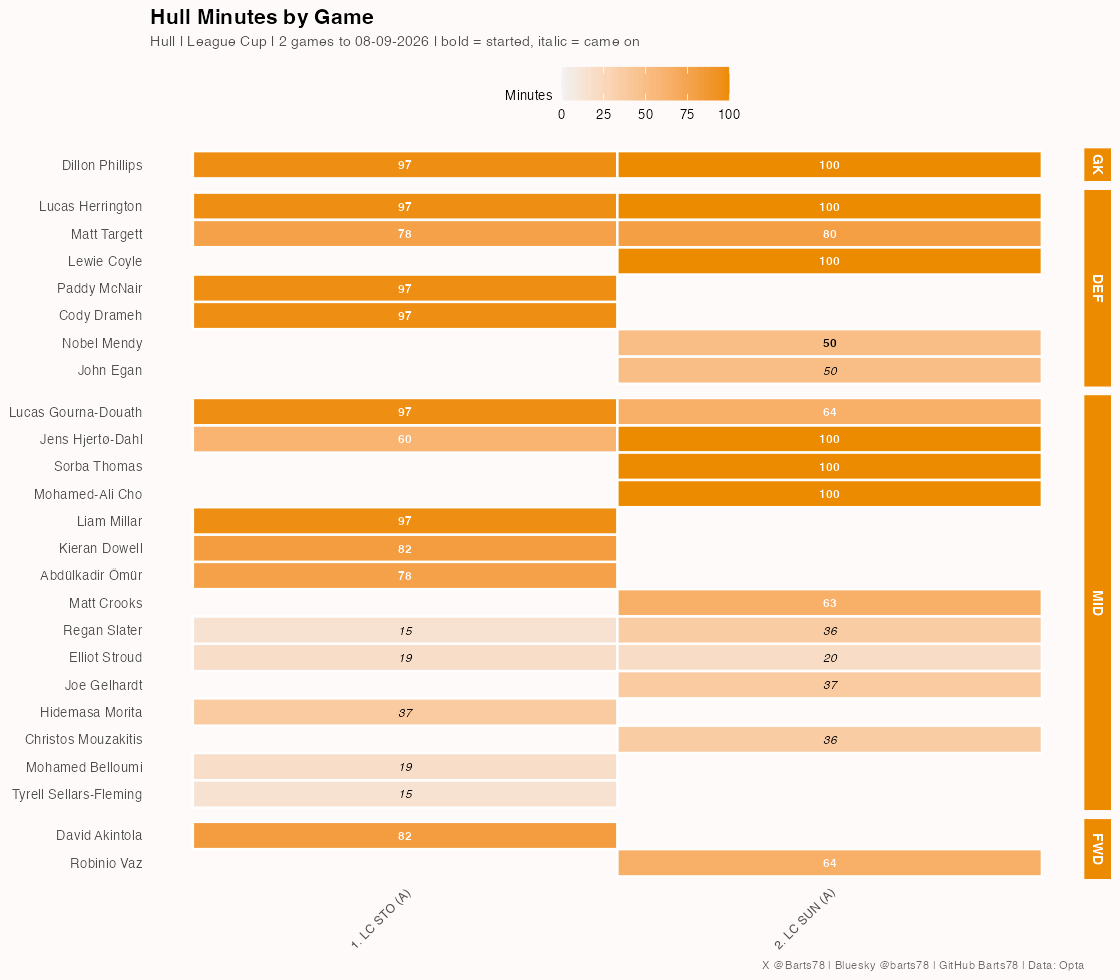 Hull Minutes by Game
Hull | League Cup | 2 games to 08-09-2026 | bold = started, italic = came on
Minutes
0 25 50 75 100
Dillon Phillips 97 100
GK
Lucas Herrington 97 100
Matt Targett 78 80
Lewie Coyle 100
Paddy McNair 97
Cody Drameh 97
Nobel Mendy 50
John Egan 50
DEF
Lucas Gourna-Douath 97 64
Jens Hjertø-Dahl 60 100
Sorba Thomas 100
Mohamed-Ali Cho 100
Liam Millar 97
Kieran Dowell 82
Abdülkadir Ömür 78
Matt Crooks 63
Regan Slater 15 36
Elliot Stroud 19 20
Joe Gelhardt 37
Hidemasa Morita 37
Christos Mouzakitis 36
Mohamed Belloumi 19
Tyrell Sellars-Fleming 15
MID
David Akintola 82
Robinio Vaz 64
FWD
1. LC STO (A)
2. LC SUN (A)
X @Barts78 | Bluesky @barts78 | GitHub Barts78 | Data: Opta